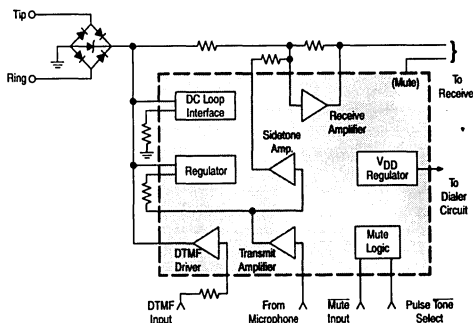 Tip
Ring
(Mute)
To
Receive
DC Loop
Interface
Receive
Amplifier
Sidetone
Amp.
Regulator
VDD
Regulator
To
Dialer
Circuit
Mute
Logic
DTMF
Driver
Transmit
Amplifier
DTMF
Input
From
Microphone
Mute
Input
Pulse Tone
Select